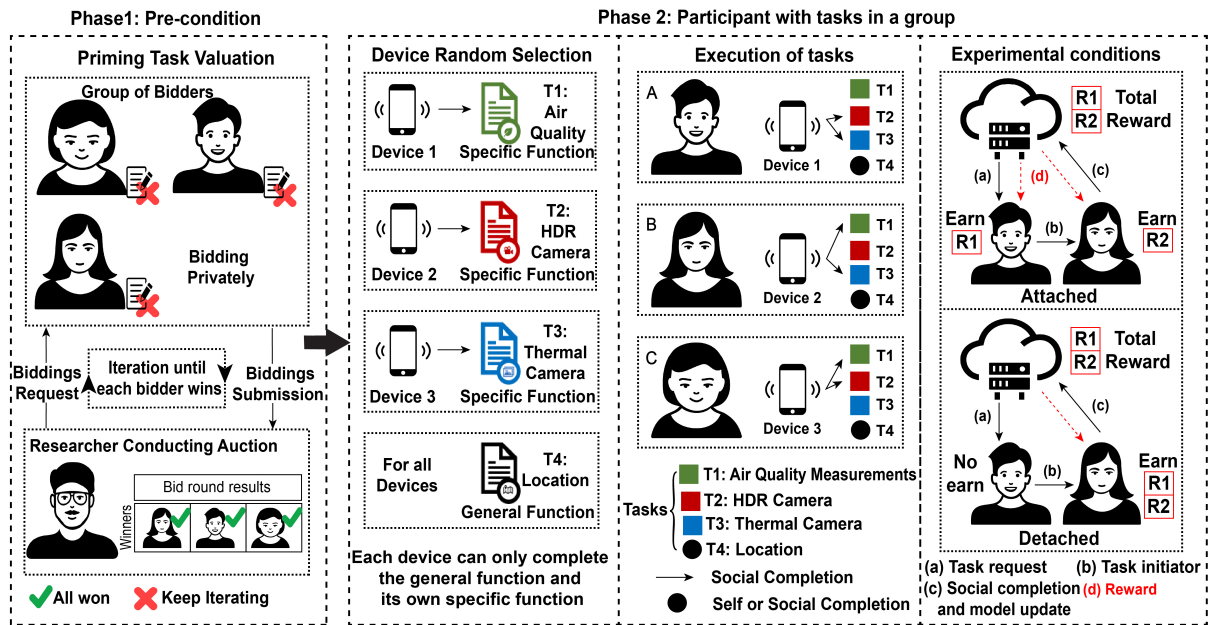 Phase1: Pre-condition
Phase 2: Participant with tasks in a group
Priming Task Valuation
Group of Bidders
Bidding
Privately
Biddings
Request
Iteration until
each bidder wins
Biddings
Submission
Researcher Conducting Auction
Bid round results
Winners
All won
Keep Iterating
Device Random Selection
Device 1
T1:
Air
Quality
Specific Function
Device 2
T2:
HDR
Camera
Specific Function
Device 3
T3:
Thermal
Camera
Specific Function
For all
Devices
T4:
Location
General Function
Each device can only complete
the general function and
its own specific function
Execution of tasks
A
Device 1
T1
T2
T3
T4
B
Device 2
T1
T2
T3
T4
C
Device 3
T1
T2
T3
T4
Tasks
T1: Air Quality Measurements
T2: HDR Camera
T3: Thermal Camera
T4: Location
Social Completion
Self or Social Completion
Experimental conditions
R1
R2
Total
Reward
(a)
(d)
(c)
Earn
R1
(b)
Earn
R2
Attached
R1
R2
Total
Reward
(a)
(c)
No
earn
(b)
Earn
R1
R2
Detached
(a) Task request
(b) Task initiator
(c) Social completion
and model update
(d) Reward